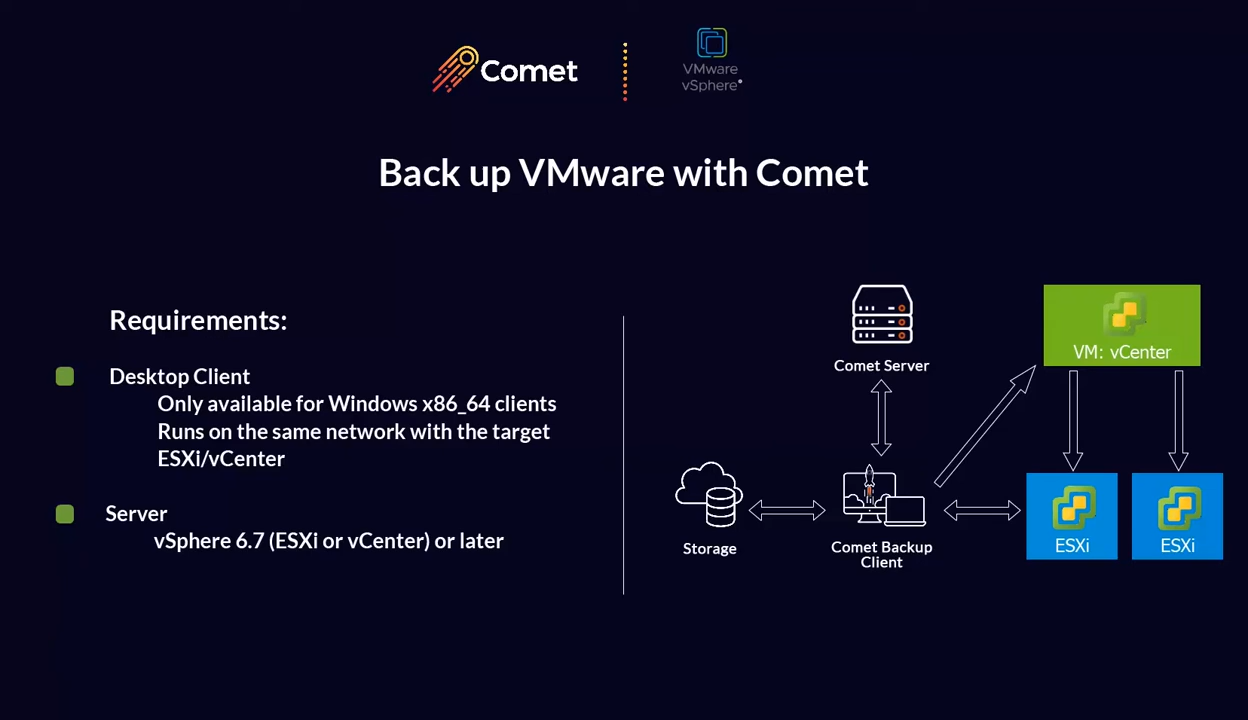 Comet
VMware
vSphere
Back up VMware with Comet
Requirements:
Desktop Client
Only available for Windows x86_64 clients
Runs on the same network with the target
ESXi/vCenter
Server
vSphere 6.7 (ESXi or vCenter) or later
Comet Server
VM: vCenter
Storage
Comet Backup
Client
ESXi
ESXi